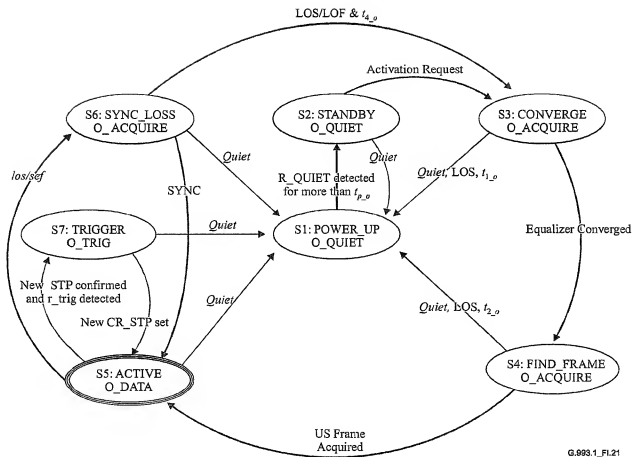 LOS/LOF & t4_o
Activation Request
S6: SYNC_LOSS
O_ACQUIRE
S2: STANDBY
O_QUIET
S3: CONVERGE
O_ACQUIRE
los/sef
Quiet
SYNC
R_QUIET detected
for more than tp_o
Quiet
Quiet, LOS, t1_o
S7: TRIGGER
O_TRIG
Quiet
S1: POWER_UP
O_QUIET
Equalizer Converged
New STP confirmed
and r_trig detected
Quiet
Quiet, LOS, t2_o
New CR_STP set
S5: ACTIVE
O_DATA
S4: FIND_FRAME
O_ACQUIRE
US Frame
Acquired
G.993.1_FI.21